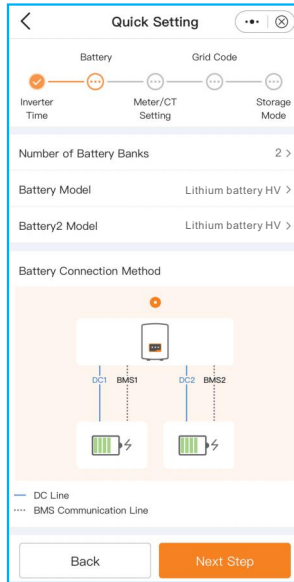 Quick Setting
Battery
Grid Code
Inverter Time
Meter/CT Setting
Storage Mode
Number of Battery Banks 2 >
Battery Model Lithium battery HV >
Battery2 Model Lithium battery HV >
Battery Connection Method
DC1 BMS1 DC2 BMS2
DC Line
BMS Communication Line
Back Next Step